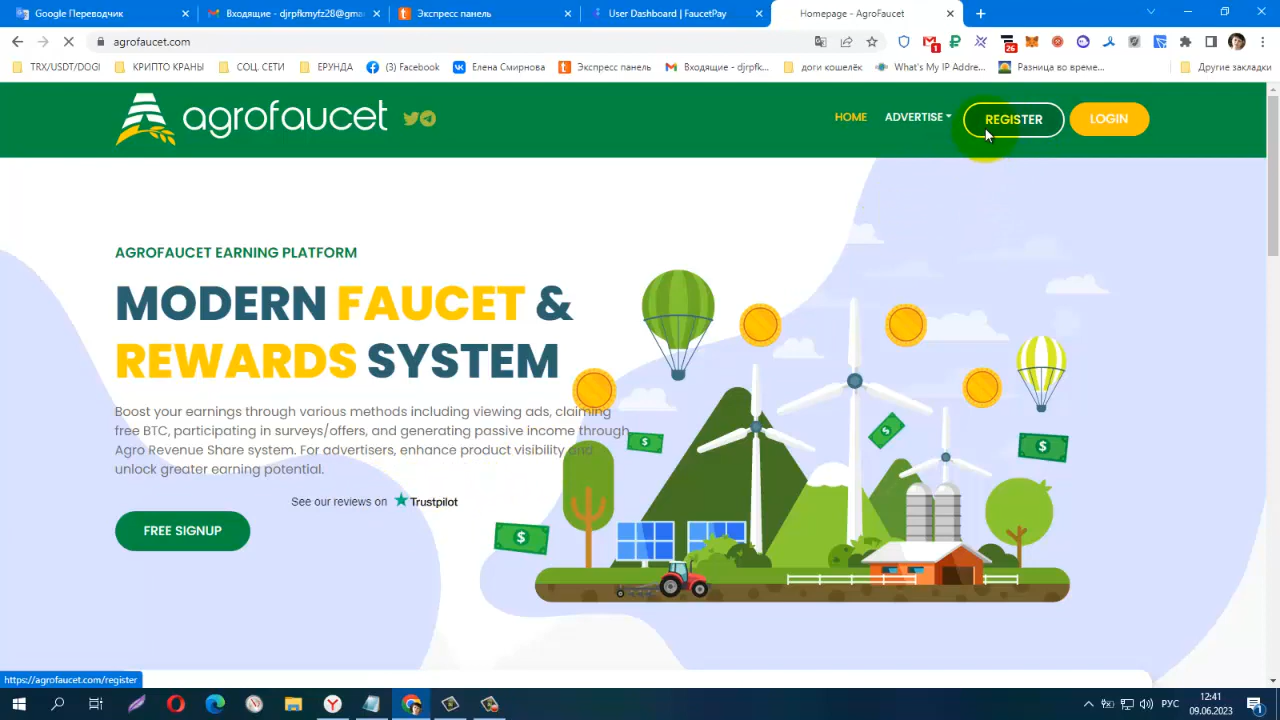 Google Переводчик
Входящие - djrpfkmyfz28@gma
Экспресс панель
User Dashboard | FaucetPay
Homepage - AgroFaucet
agrofaucet.com
1
26
TRX/USDT/DOGI
КРИПТО КРАНЫ
СОЦ. СЕТИ
ЕРУНДА
(3) Facebook
Елена Смирнова
Экспресс панель
Входящие - djrpfk...
доги кошелёк
What's My IP Addre...
Разница во време...
Другие закладки
agrofaucet
HOME
ADVERTISE
REGISTER
LOGIN
AGROFAUCET EARNING PLATFORM
MODERN FAUCET &
REWARDS SYSTEM
Boost your earnings through various methods including viewing ads, claiming
free BTC, participating in surveys/offers, and generating passive income through
Agro Revenue Share system. For advertisers, enhance product visibility and
unlock greater earning potential.
See our reviews on Trustpilot
FREE SIGNUP
https://agrofaucet.com/register
РУС
12:41
09.06.2023
1